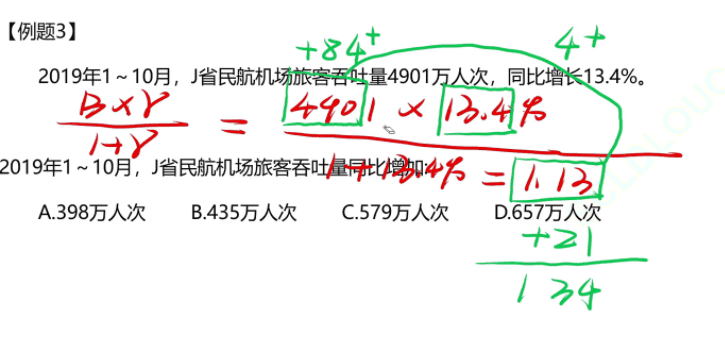 【例题3】
+84⁺ 4+
2019年1～10月，J省民航机场旅客吞吐量4901万人次，同比增长13.4%。
B×r/1+r = 4901 × 13.4%
2019年1～10月，J省民航机场旅客吞吐量同比增加：
1+13.4% = 1.13
A.398万人次 B.435万人次 C.579万人次 D.657万人次
+21
134